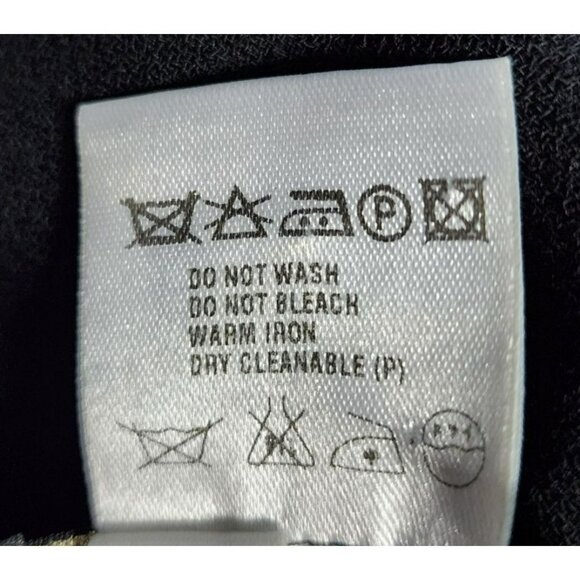 P
DO NOT WASH
DO NOT BLEACH
WARM IRON
DRY CLEANABLE (P)